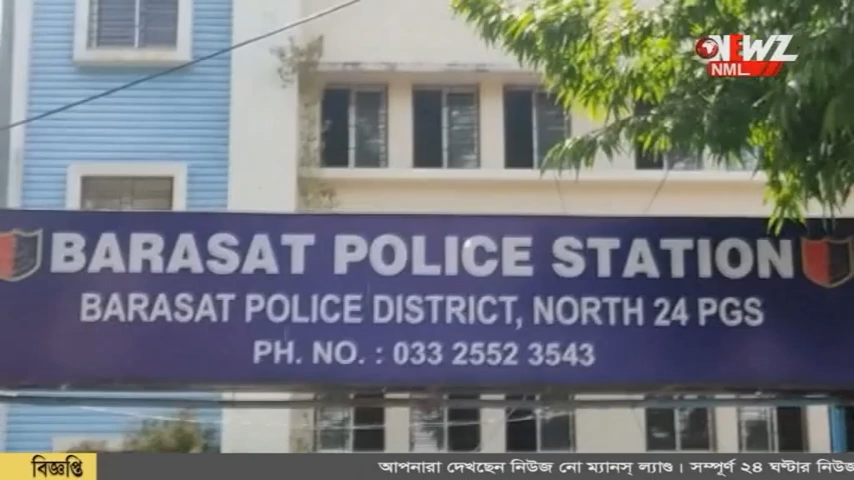 NEWZ
NML
BARASAT POLICE STATION
BARASAT POLICE DISTRICT, NORTH 24 PGS
PH. NO. : 033 2552 3543
বিজ্ঞপ্তি
আপনারা দেখছেন নিউজ নো ম্যানস্ ল্যাণ্ড। সম্পূর্ণ ২৪ ঘন্টার নিউজ